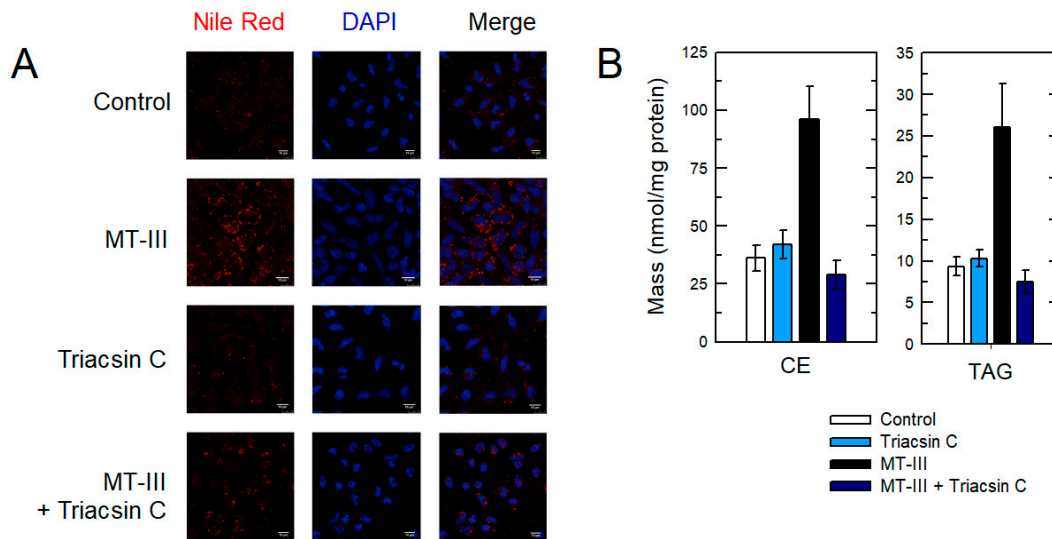 A
Nile Red
DAPI
Merge
Control
MT-III
Triacsin C
MT-III
+ Triacsin C
B
Mass (nmol/mg protein)
125
100
75
50
25
0
CE
35
30
25
20
15
10
5
0
TAG
Control
Triacsin C
MT-III
MT-III + Triacsin C